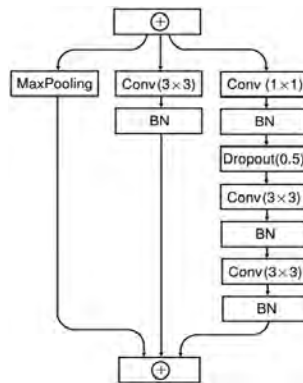 MaxPooling
Conv(3×3)
BN
Conv (1×1)
BN
Dropout(0.5)
Conv(3×3)
BN
Conv(3×3)
BN